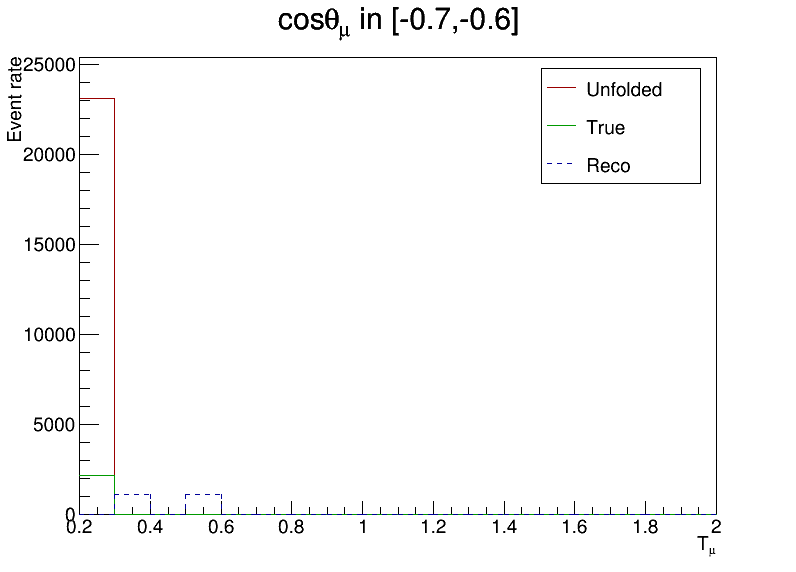 cosθμ in [-0.7,-0.6]
Event rate
25000
20000
15000
10000
5000
0
Unfolded
True
Reco
0.2 0.4 0.6 0.8 1 1.2 1.4 1.6 1.8 2
Tμ